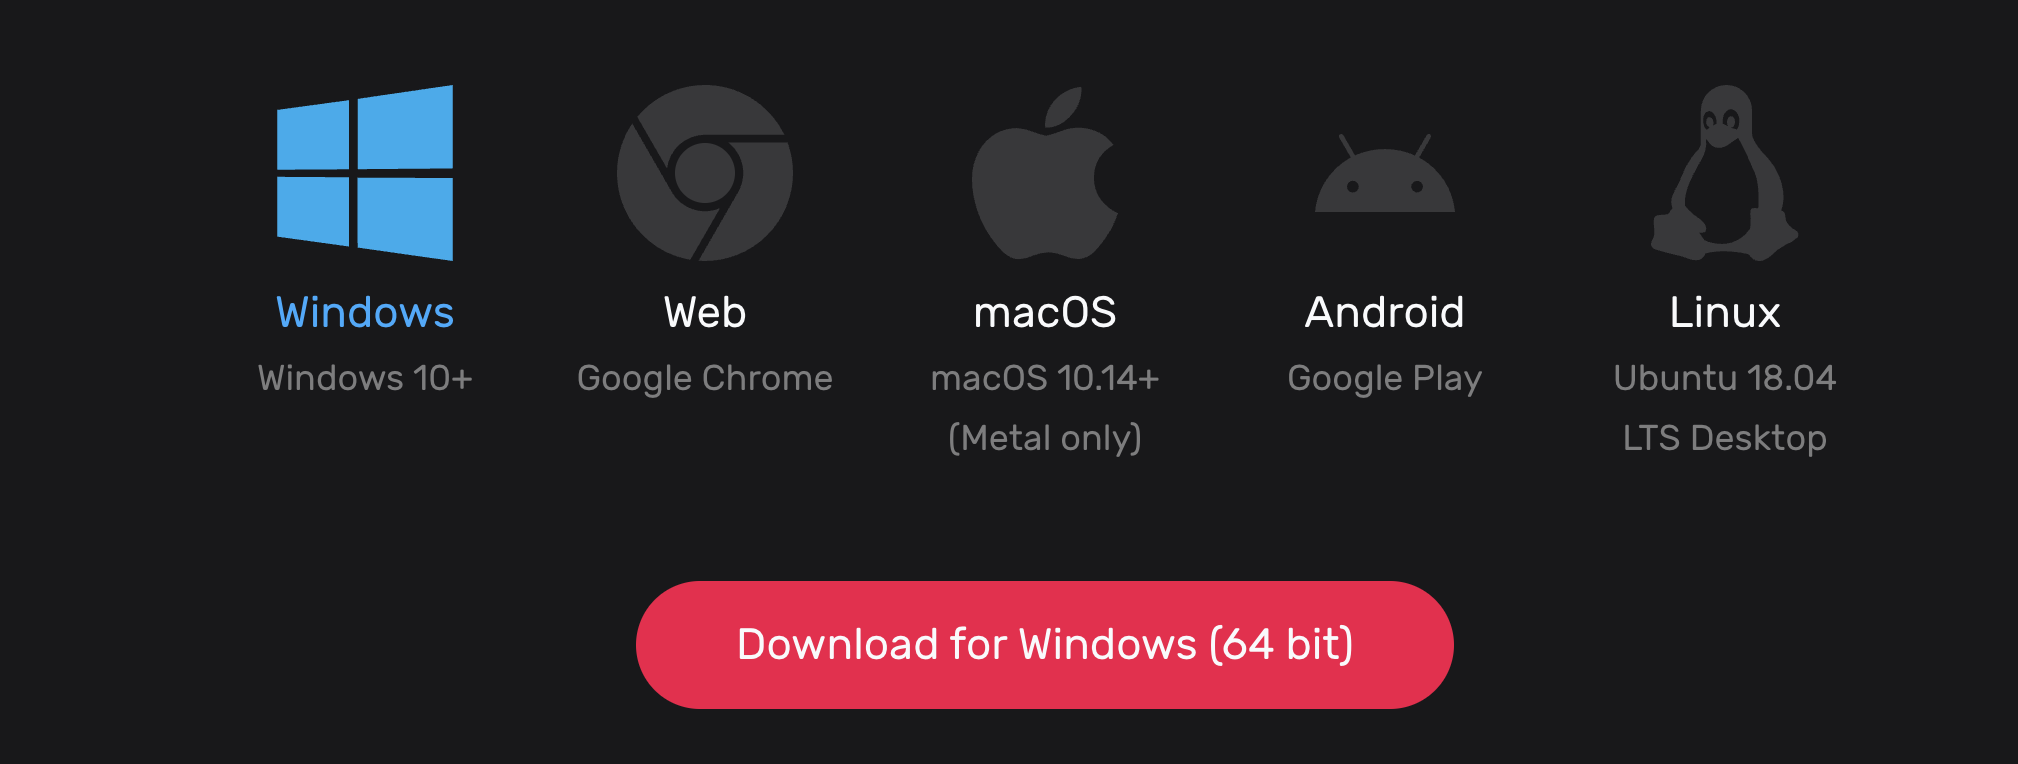 Windows
Windows 10+
Web
Google Chrome
macOS
macOS 10.14+
(Metal only)
Android
Google Play
Linux
Ubuntu 18.04
LTS Desktop
Download for Windows (64 bit)